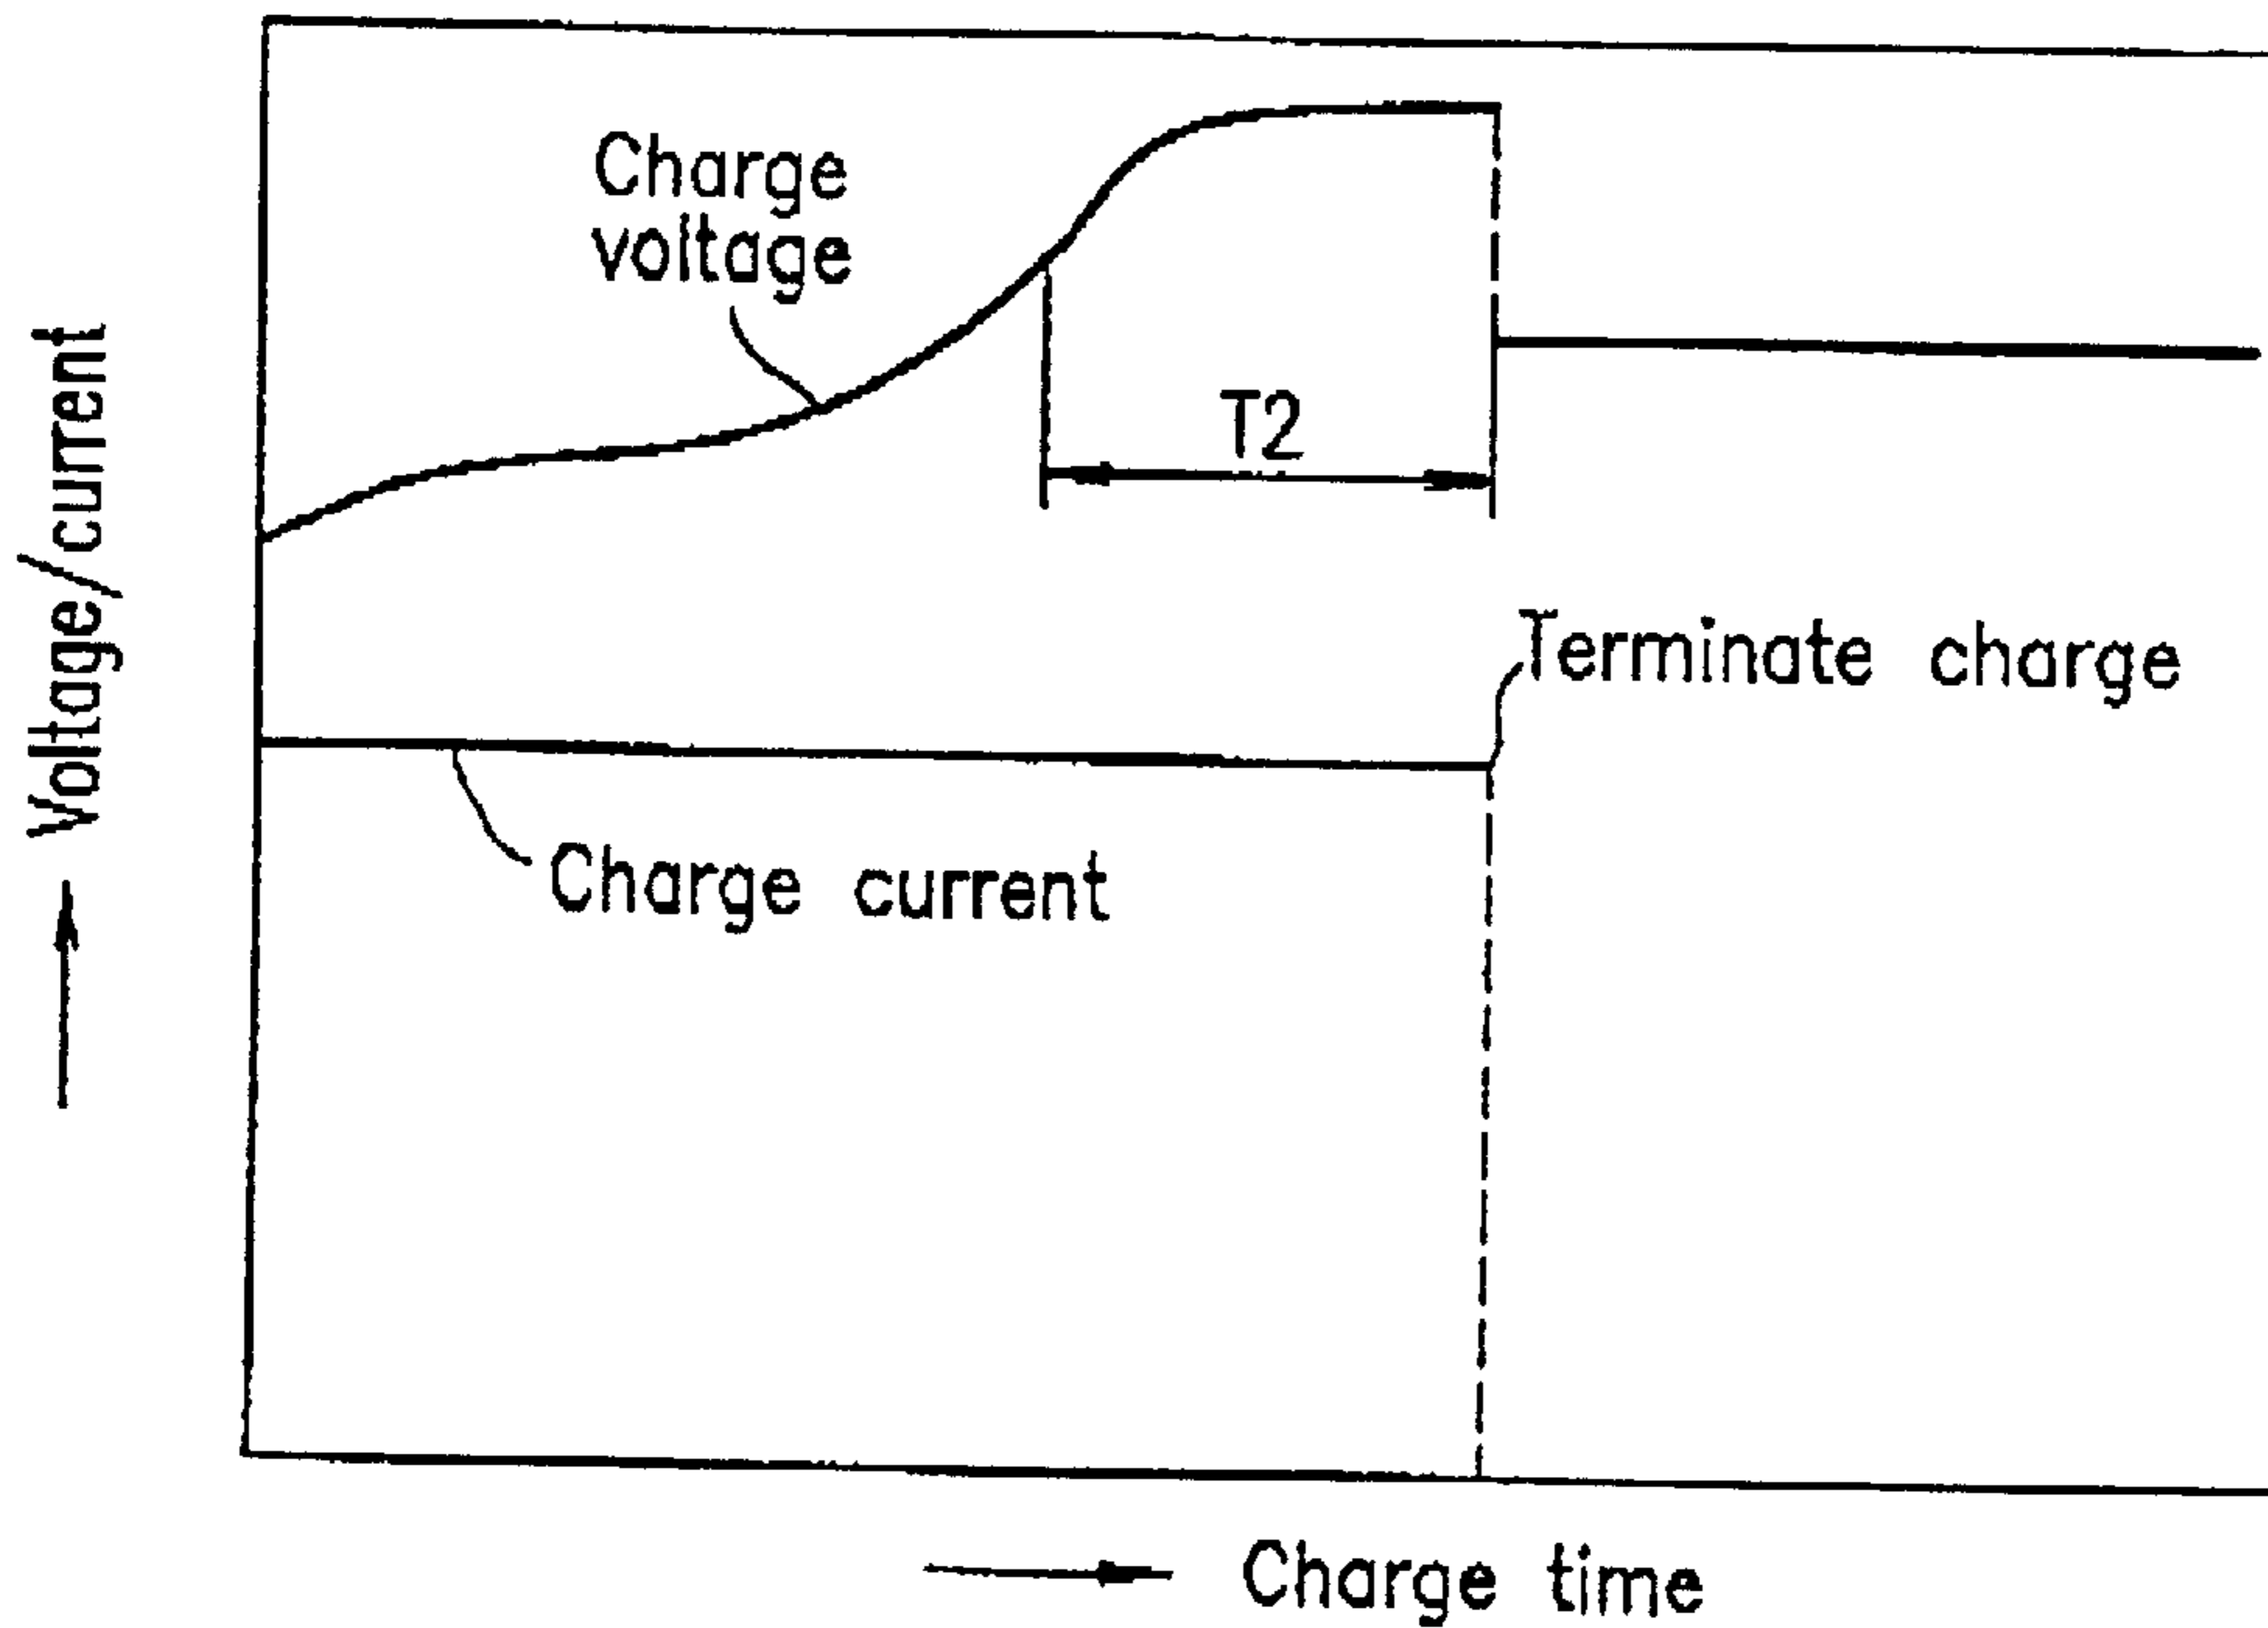 Charge
voltage
T2
Voltage/current
Terminate charge
Charge current
Charge time